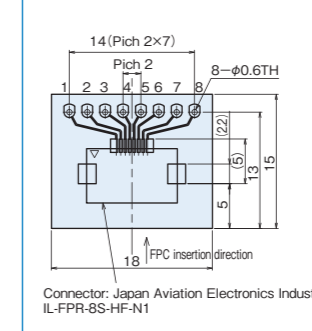 14(Pich 2×7)
Pich 2
8−φ0.6TH
1 2 3 4 5 6 7 8
(2.2)
(5)
5
13
15
18
FPC insertion direction
Connector: Japan Aviation Electronics Indust
IL-FPR-8S-HF-N1